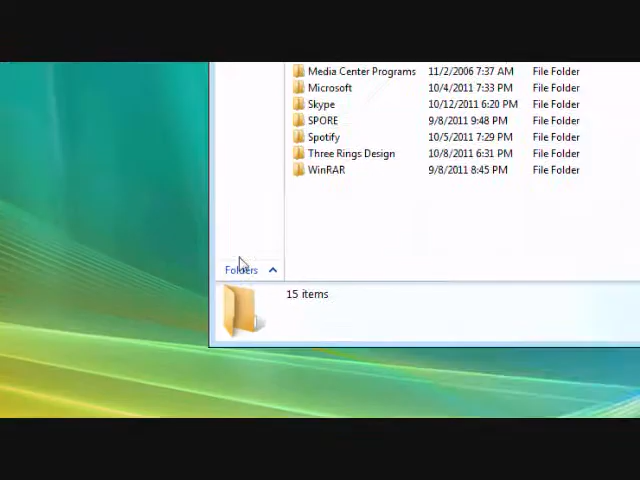 Media Center Programs 11/2/2006 7:37 AM File Folder
Microsoft 10/4/2011 7:33 PM File Folder
Skype 10/12/2011 6:20 PM File Folder
SPORE 9/8/2011 9:48 PM File Folder
Spotify 10/5/2011 7:29 PM File Folder
Three Rings Design 10/8/2011 6:31 PM File Folder
WinRAR 9/8/2011 8:45 PM File Folder
Folders
15 items